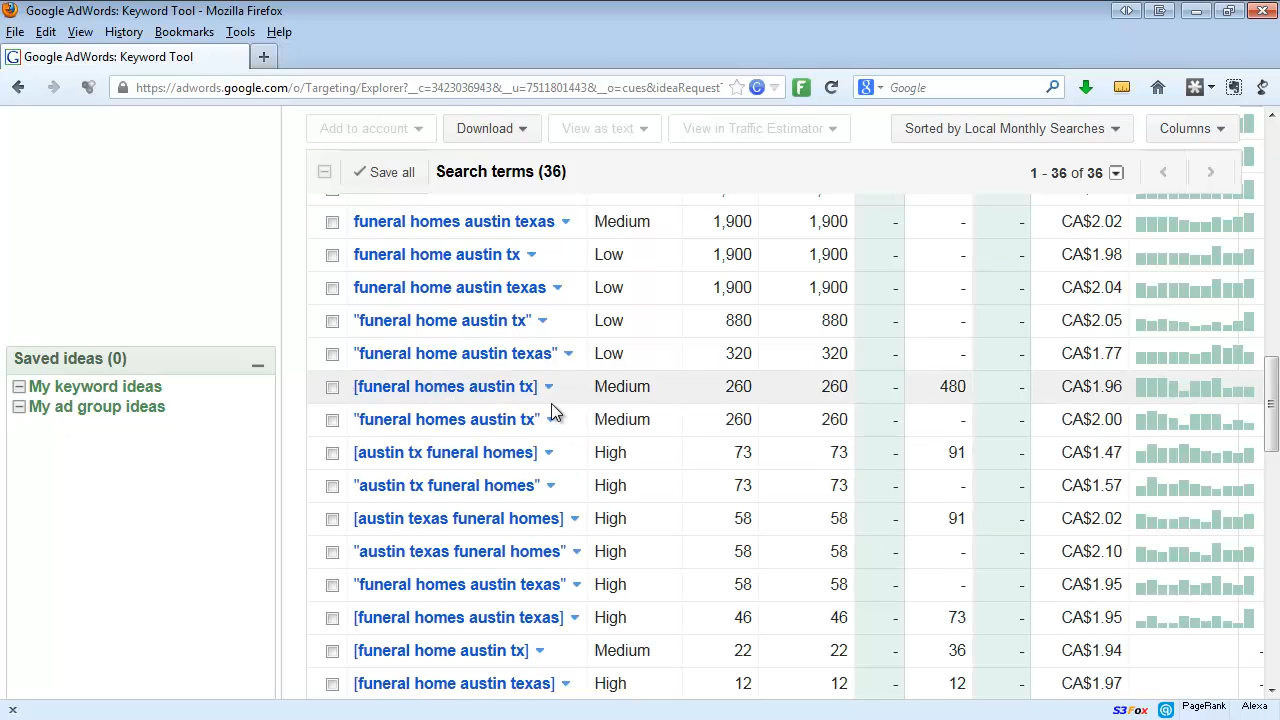 Google AdWords: Keyword Tool - Mozilla Firefox
File Edit View History Bookmarks Tools Help
Google AdWords: Keyword Tool
https://adwords.google.com/o/Targeting/Explorer?__c=3423036943&__u=7511801443&__o=cues&ideaRequestT
Google
Add to account Download View as text View in Traffic Estimator Sorted by Local Monthly Searches Columns
Save all Search terms (36) 1 - 36 of 36
funeral homes austin texas Medium 1,900 1,900 - - - CA$2.02
funeral home austin tx Low 1,900 1,900 - - - CA$1.98
funeral home austin texas Low 1,900 1,900 - - - CA$2.04
"funeral home austin tx" Low 880 880 - - - CA$2.05
"funeral home austin texas" Low 320 320 - - - CA$1.77
[funeral homes austin tx] Medium 260 260 - 480 - CA$1.96
"funeral homes austin tx" Medium 260 260 - - - CA$2.00
[austin tx funeral homes] High 73 73 - 91 - CA$1.47
"austin tx funeral homes" High 73 73 - - - CA$1.57
[austin texas funeral homes] High 58 58 - 91 - CA$2.02
"austin texas funeral homes" High 58 58 - - - CA$2.10
"funeral homes austin texas" High 58 58 - - - CA$1.95
[funeral homes austin texas] High 46 46 - 73 - CA$1.95
[funeral home austin tx] Medium 22 22 - 36 - CA$1.94 -
[funeral home austin texas] High 12 12 - 12 - CA$1.97 -
Saved ideas (0)
My keyword ideas
My ad group ideas
x S3Fox PageRank Alexa